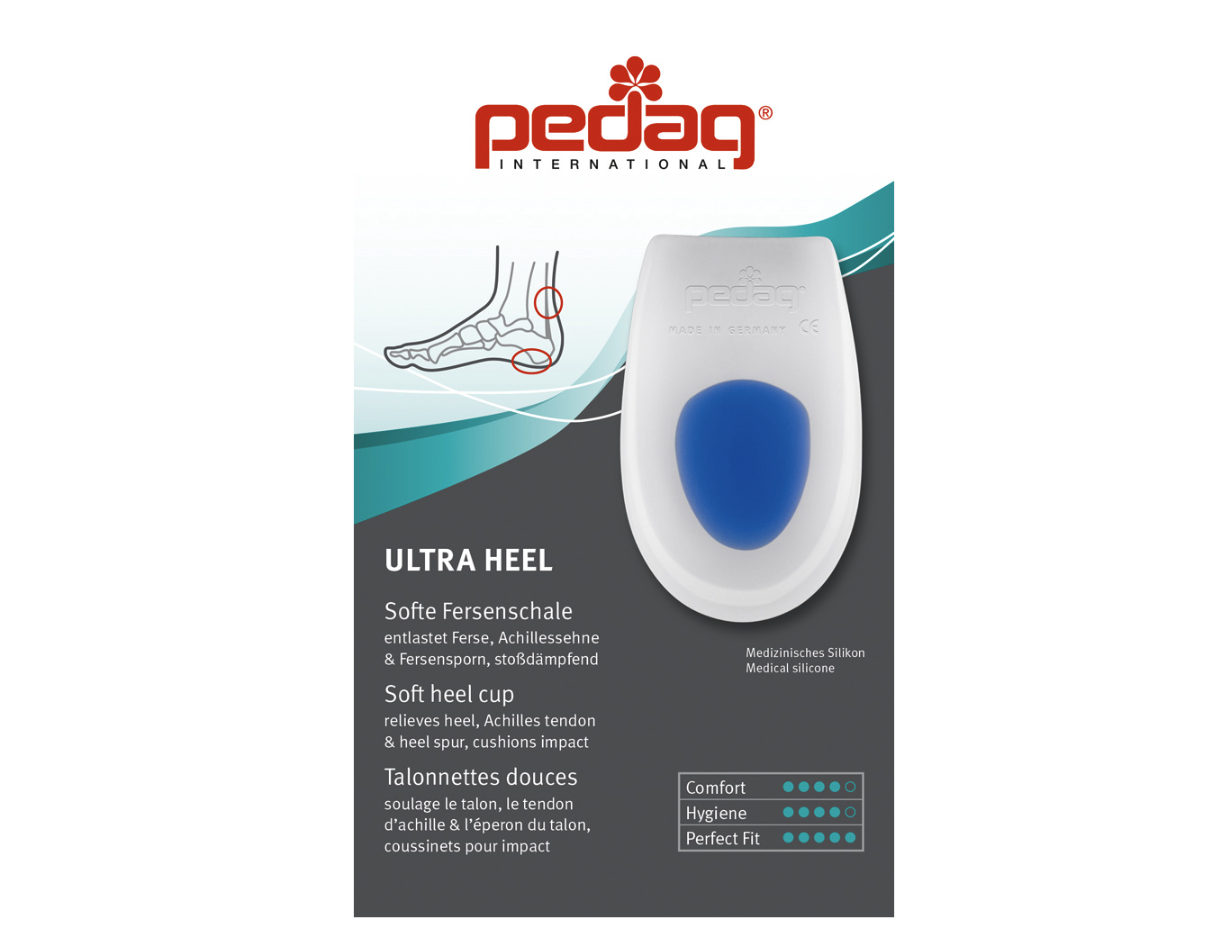 pedag®
INTERNATIONAL
pedag®
MADE IN GERMANY CE
ULTRA HEEL
Softe Fersenschale
entlastet Ferse, Achillessehne
& Fersensporn, stoßdämpfend
Medizinisches Silikon
Medical silicone
Soft heel cup
relieves heel, Achilles tendon
& heel spur, cushions impact
Talonnettes douces
soulage le talon, le tendon
d’achille & l’éperon du talon,
coussinets pour impact
Comfort
Hygiene
Perfect Fit